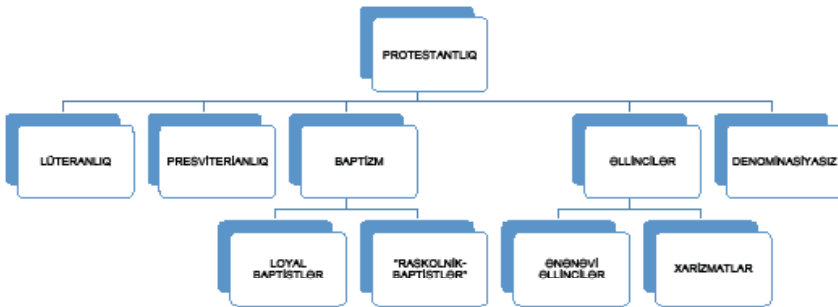 PROTESTANTLIQ
LÜTERANLIQ
PRESVİTERİANLIQ
BAPTİZM
ƏLLİNCİLƏR
DENOMİNASİYASIZ
LOYAL
BAPTİSTLƏR
"RASKOLNİK-
BAPTİSTLƏR"
ƏNƏNƏVİ
ƏLLİNCİLƏR
XARİZMATLAR